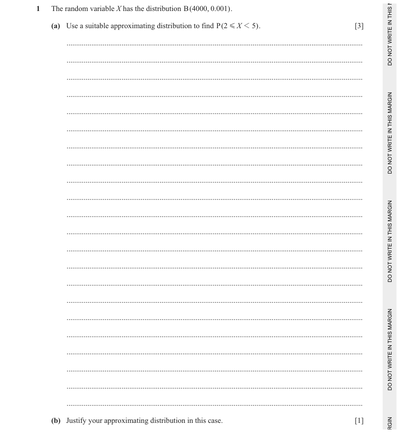 1 The random variable X has the distribution B(4000, 0.001).
(a) Use a suitable approximating distribution to find P(2 ⩽ X < 5). [3]
(b) Justify your approximating distribution in this case. [1]
DO NOT WRITE IN THIS
DO NOT WRITE IN THIS MARGIN
DO NOT WRITE IN THIS MARGIN
DO NOT WRITE IN THIS MARGIN
RGIN